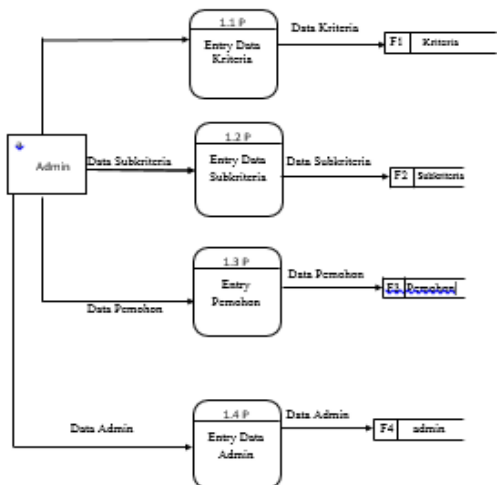 1.1 P
Entry Data
Kriteria
Data Kriteria
F1 Kriteria
Admin
Data Subkriteria
1.2 P
Entry Data
Subkriteria
Data Subkriteria
F2 Subkriteria
1.3 P
Entry
Pemohon
Data Pemohon
Data Pemohon
F3 Pemohon
1.4 P
Entry Data
Admin
Data Admin
Data Admin
F4 admin